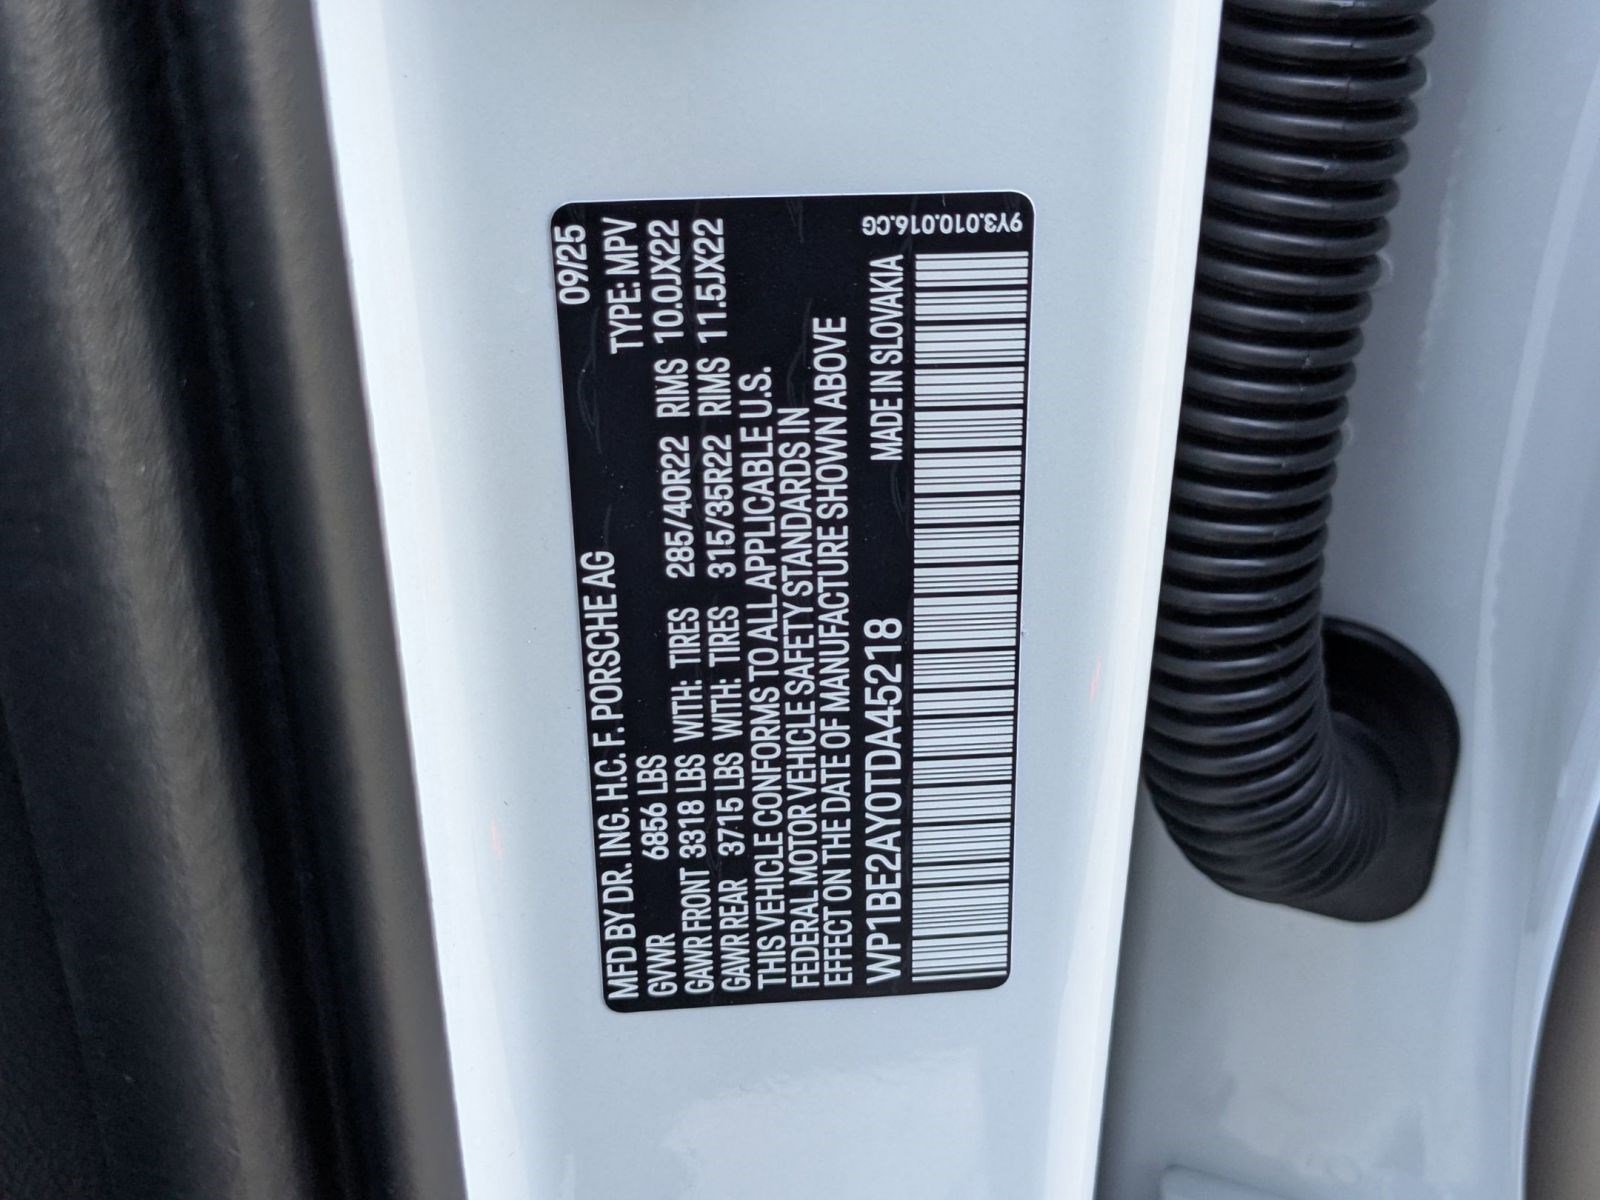 09/25
MFD BY DR. ING. H.C. F. PORSCHE AG TYPE: MPV
GVWR 6856 LBS
GAWR FRONT 3318 LBS WITH: TIRES 285/40R22 RIMS 10.0JX22
GAWR REAR 3715 LBS WITH: TIRES 315/35R22 RIMS 11.5JX22
THIS VEHICLE CONFORMS TO ALL APPLICABLE U.S.
FEDERAL MOTOR VEHICLE SAFETY STANDARDS IN
EFFECT ON THE DATE OF MANUFACTURE SHOWN ABOVE
WP1BE2AY0TDA45218 MADE IN SLOVAKIA
9Y3.010.016.CG